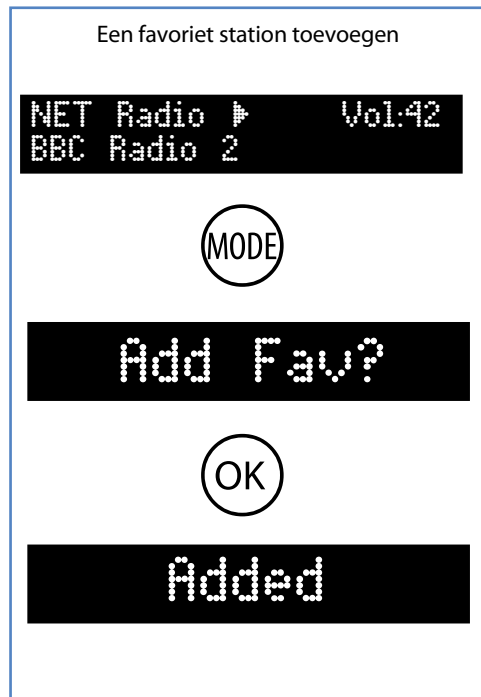 Een favoriet station toevoegen
NET Radio Vol:42
BBC Radio 2
MODE
Add Fav?
OK
Added